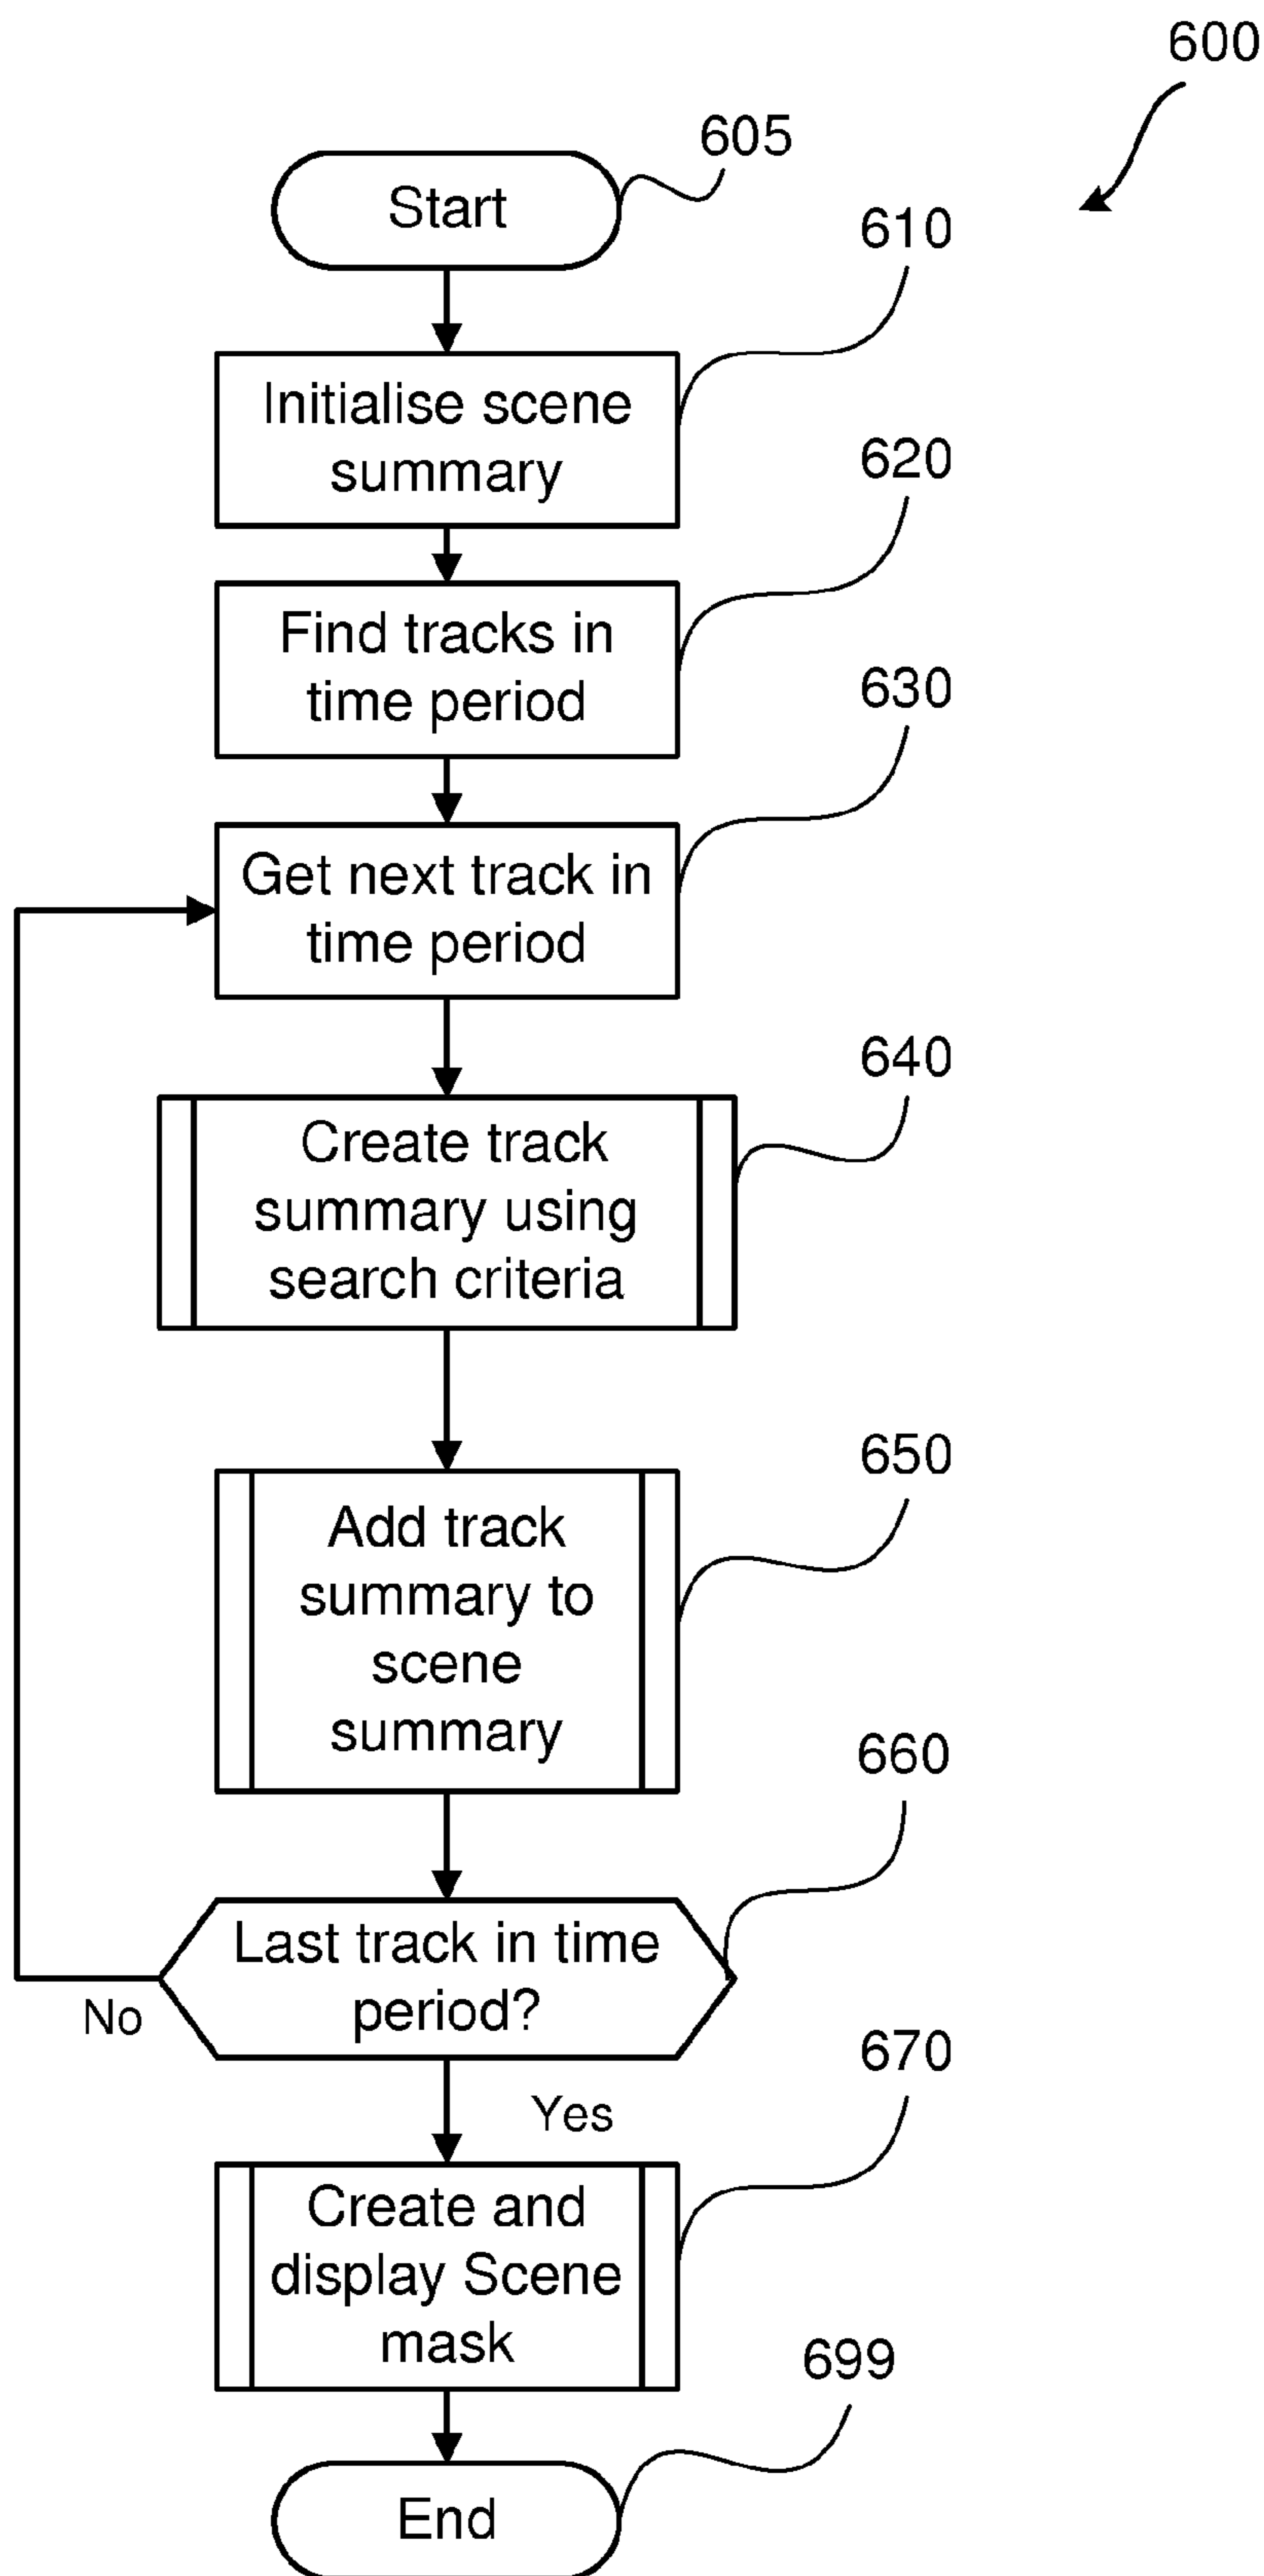 600
605
Start
610
Initialise scene
summary
620
Find tracks in
time period
630
Get next track in
time period
640
Create track
summary using
search criteria
650
Add track
summary to
scene
summary
660
Last track in time
period?
No
Yes
670
Create and
display Scene
mask
699
End